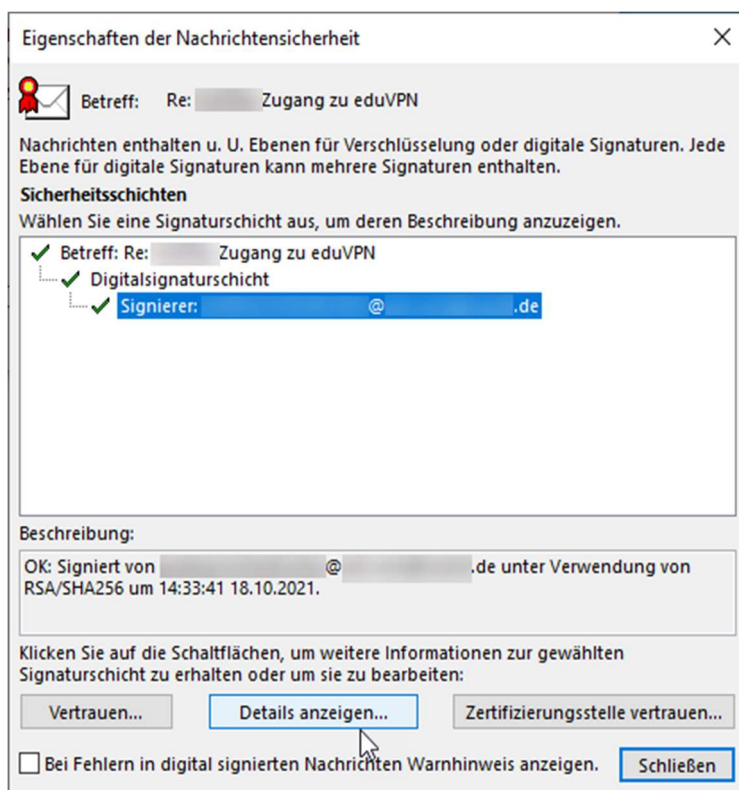 Eigenschaften der Nachrichtensicherheit
Betreff: Re: Zugang zu eduVPN
Nachrichten enthalten u. U. Ebenen für Verschlüsselung oder digitale Signaturen. Jede
Ebene für digitale Signaturen kann mehrere Signaturen enthalten.
Sicherheitsschichten
Wählen Sie eine Signaturschicht aus, um deren Beschreibung anzuzeigen.
Betreff: Re: Zugang zu eduVPN
Digitalsignaturschicht
Signierer: @ .de
Beschreibung:
OK: Signiert von @ .de unter Verwendung von
RSA/SHA256 um 14:33:41 18.10.2021.
Klicken Sie auf die Schaltflächen, um weitere Informationen zur gewählten
Signaturschicht zu erhalten oder um sie zu bearbeiten:
Vertrauen... Details anzeigen... Zertifizierungsstelle vertrauen...
Bei Fehlern in digital signierten Nachrichten Warnhinweis anzeigen. Schließen